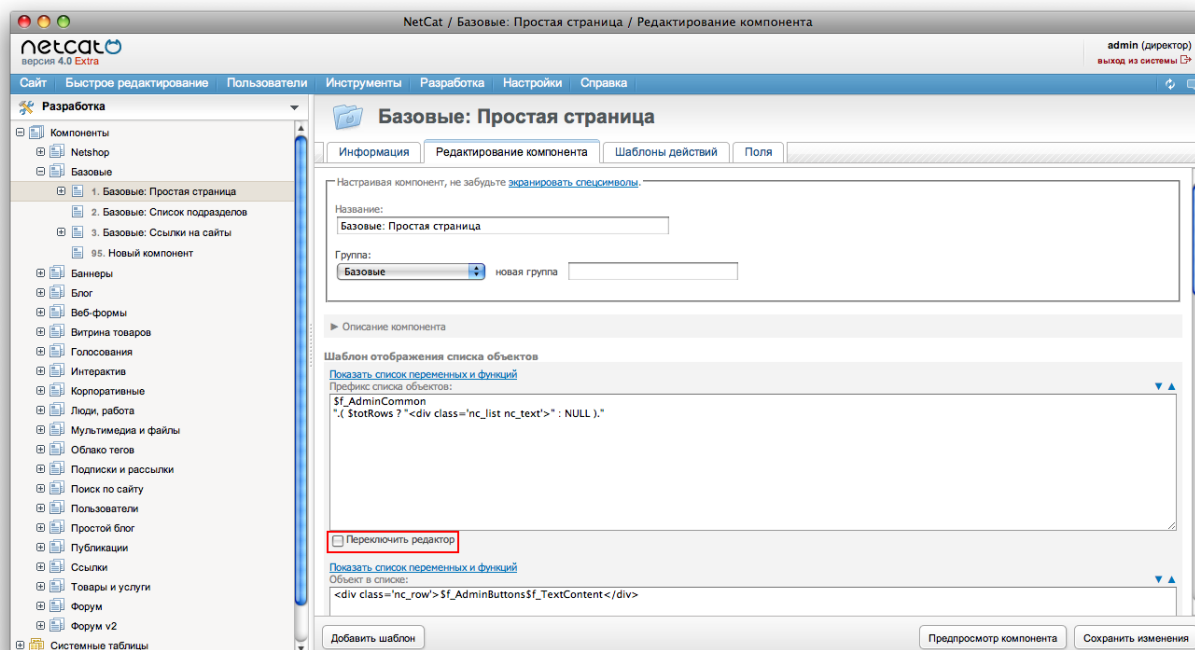 NetCat / Базовые: Простая страница / Редактирование компонента
netcat
версия 4.0 Extra
admin (директор)
выход из системы
Сайт Быстрое редактирование Пользователи Инструменты Разработка Настройки Справка
Разработка
Компоненты
Netshop
Базовые
1. Базовые: Простая страница
2. Базовые: Список подразделов
3. Базовые: Ссылки на сайты
95. Новый компонент
Баннеры
Блог
Веб-формы
Витрина товаров
Голосования
Интерактив
Корпоративные
Люди, работа
Мультимедиа и файлы
Облако тегов
Подписки и рассылки
Поиск по сайту
Пользователи
Простой блог
Публикации
Ссылки
Товары и услуги
Форум
Форум v2
Системные таблицы
Базовые: Простая страница
Информация Редактирование компонента Шаблоны действий Поля
Настраивая компонент, не забудьте экранировать спецсимволы.
Название:
Базовые: Простая страница
Группа:
Базовые новая группа
Описание компонента
Шаблон отображения списка объектов
Показать список переменных и функций
Префикс списка объектов:
$f_AdminCommon
".( $totRows ? "<div class='nc_list nc_text'>" : NULL )."
Переключить редактор
Показать список переменных и функций
Объект в списке:
<div class='nc_row'>$f_AdminButtons$f_TextContent</div>
Добавить шаблон Предпросмотр компонента Сохранить изменения